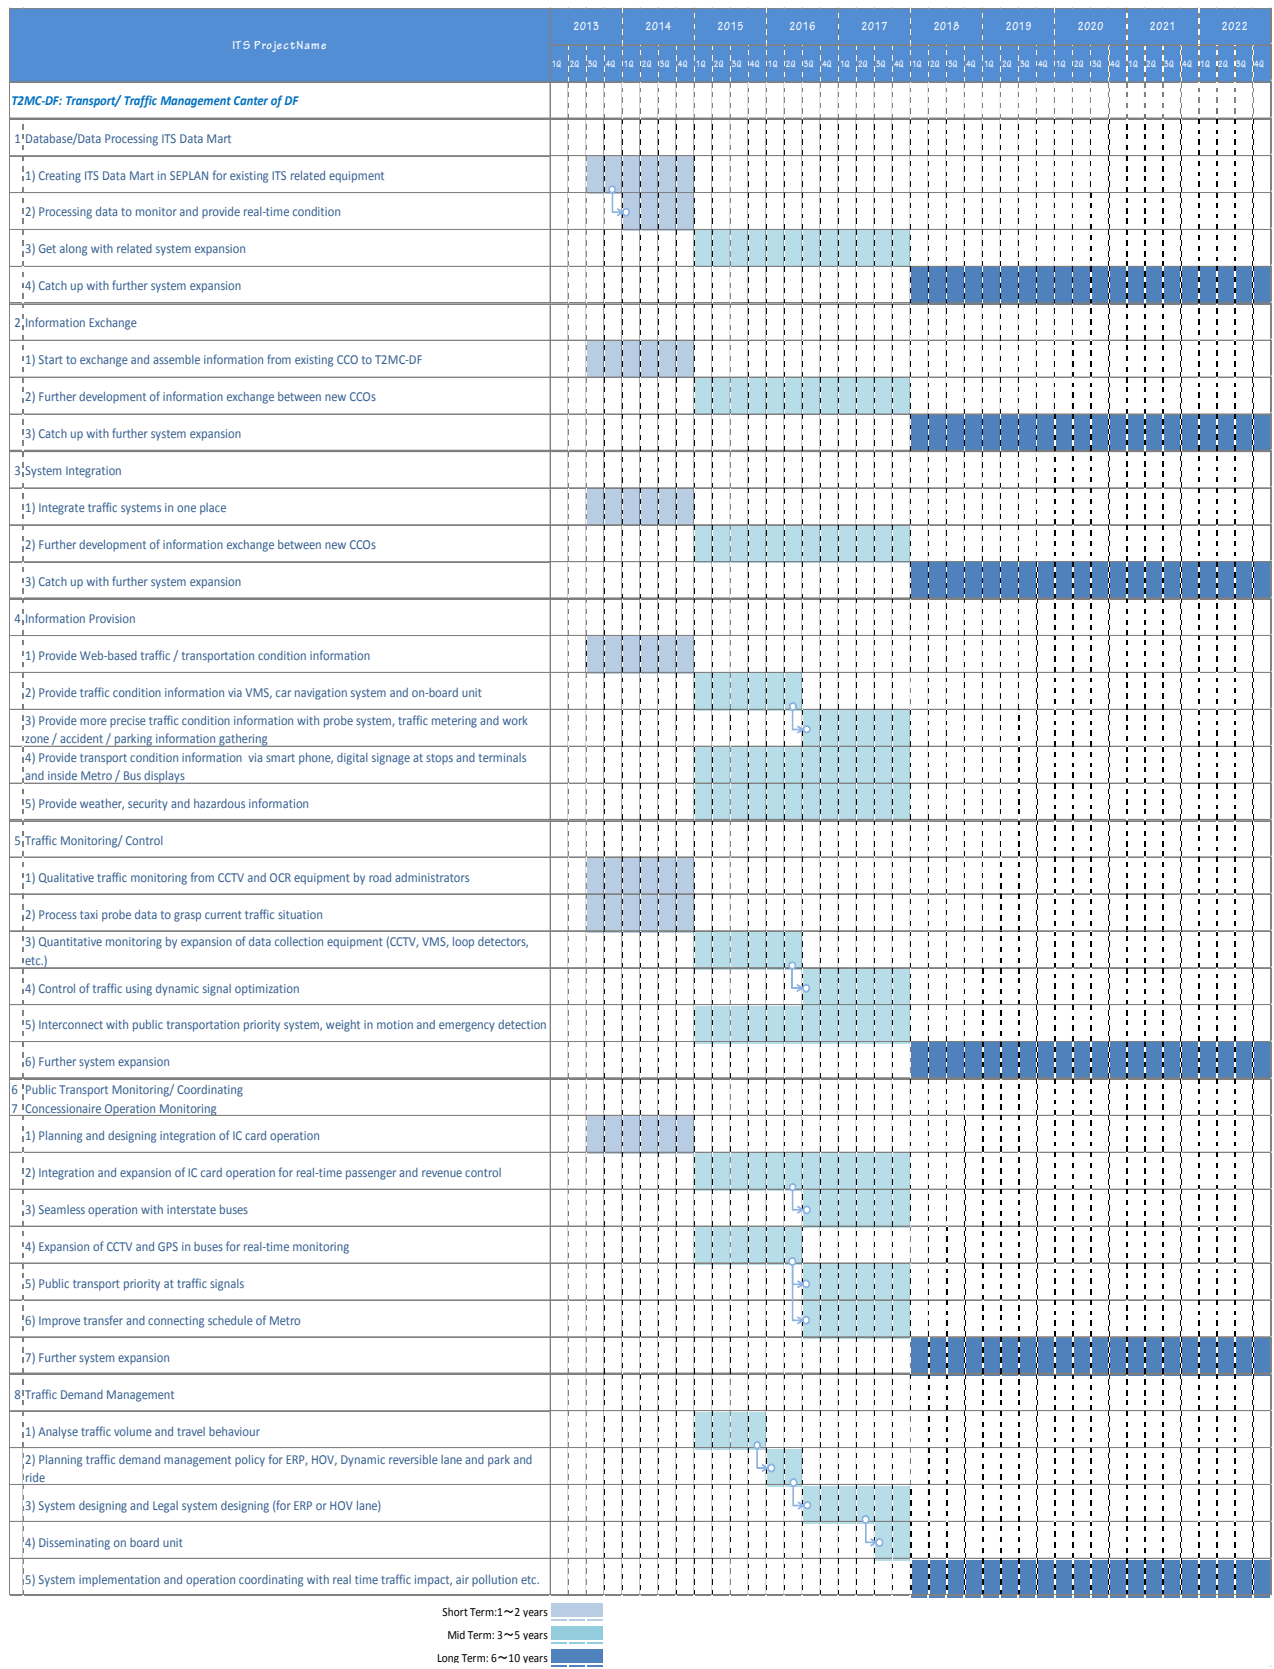 2013 2014 2015 2016 2017 2018 2019 2020 2021 2022
ITS ProjectName
1Q 2Q 3Q 4Q 1Q 2Q 3Q 4Q 1Q 2Q 3Q 4Q 1Q 2Q 3Q 4Q 1Q 2Q 3Q 4Q 1Q 2Q 3Q 4Q 1Q 2Q 3Q 4Q 1Q 2Q 3Q 4Q 1Q 2Q 3Q 4Q 1Q 2Q 3Q 4Q
T2MC-DF: Transport/ Traffic Management Canter of DF
1 Database/Data Processing ITS Data Mart
1) Creating ITS Data Mart in SEPLAN for existing ITS related equipment
2) Processing data to monitor and provide real-time condition
3) Get along with related system expansion
4) Catch up with further system expansion
2 Information Exchange
1) Start to exchange and assemble information from existing CCO to T2MC-DF
2) Further development of information exchange between new CCOs
3) Catch up with further system expansion
3 System Integration
1) Integrate traffic systems in one place
2) Further development of information exchange between new CCOs
3) Catch up with further system expansion
4 Information Provision
1) Provide Web-based traffic / transportation condition information
2) Provide traffic condition information via VMS, car navigation system and on-board unit
3) Provide more precise traffic condition information with probe system, traffic metering and work
zone / accident / parking information gathering
4) Provide transport condition information via smart phone, digital signage at stops and terminals
and inside Metro / Bus displays
5) Provide weather, security and hazardous information
5 Traffic Monitoring/ Control
1) Qualitative traffic monitoring from CCTV and OCR equipment by road administrators
2) Process taxi probe data to grasp current traffic situation
3) Quantitative monitoring by expansion of data collection equipment (CCTV, VMS, loop detectors,
etc.)
4) Control of traffic using dynamic signal optimization
5) Interconnect with public transportation priority system, weight in motion and emergency detection
6) Further system expansion
6 Public Transport Monitoring/ Coordinating
7 Concessionaire Operation Monitoring
1) Planning and designing integration of IC card operation
2) Integration and expansion of IC card operation for real-time passenger and revenue control
3) Seamless operation with interstate buses
4) Expansion of CCTV and GPS in buses for real-time monitoring
5) Public transport priority at traffic signals
6) Improve transfer and connecting schedule of Metro
7) Further system expansion
8 Traffic Demand Management
1) Analyse traffic volume and travel behaviour
2) Planning traffic demand management policy for ERP, HOV, Dynamic reversible lane and park and
ride
3) System designing and Legal system designing (for ERP or HOV lane)
4) Disseminating on board unit
5) System implementation and operation coordinating with real time traffic impact, air pollution etc.
Short Term:1～2 years
Mid Term: 3～5 years
Long Term: 6～10 years